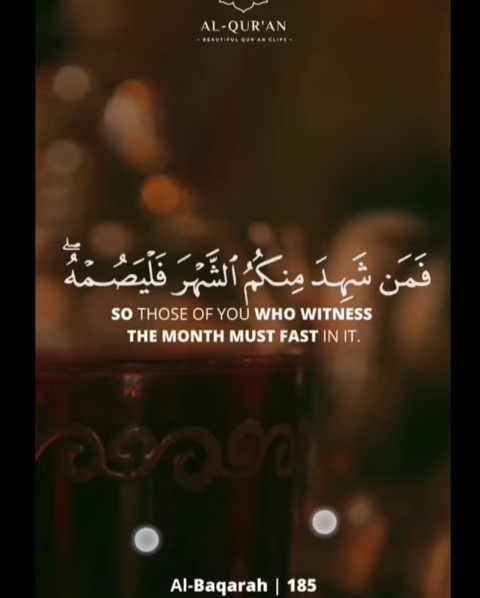 AL-QUR'AN
- BEAUTIFUL QUR'AN CLIPS -
فَمَن شَهِدَ مِنكُمُ ٱلشَّهْرَ فَلْيَصُمْهُ ۖ
SO THOSE OF YOU WHO WITNESS
THE MONTH MUST FAST IN IT.
Al-Baqarah | 185